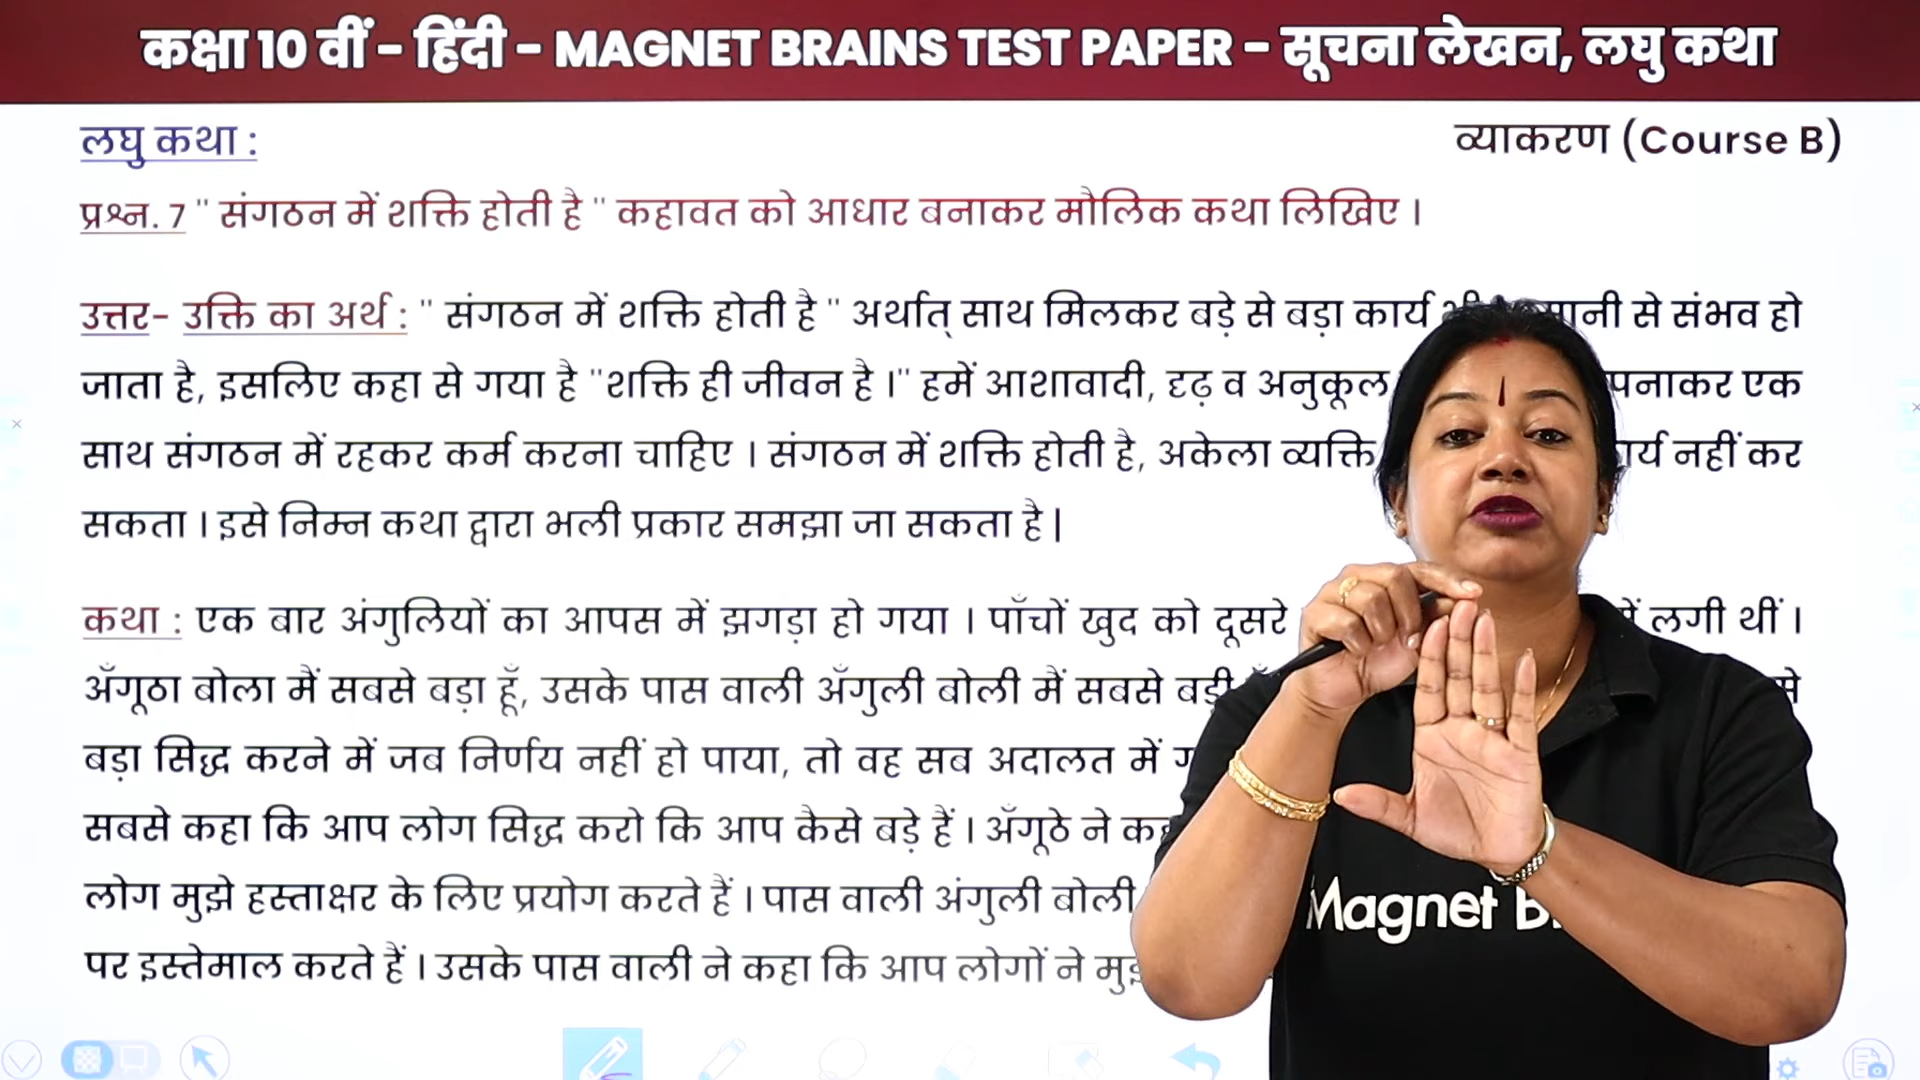 कक्षा 10 वीं - हिंदी - MAGNET BRAINS TEST PAPER - सूचना लेखन, लघु कथा
लघु कथा :
व्याकरण (Course B)
प्रश्न. 7 " संगठन में शक्ति होती है " कहावत को आधार बनाकर मौलिक कथा लिखिए ।
उत्तर- उक्ति का अर्थ : " संगठन में शक्ति होती है " अर्थात् साथ मिलकर बड़े से बड़ा कार्य से संभव हो
जाता है, इसलिए कहा से गया है "शक्ति ही जीवन है ।" हमें आशावादी, दृढ़ व अनुकूल एक
साथ संगठन में रहकर कर्म करना चाहिए । संगठन में शक्ति होती है, अकेला व्यक्ति नहीं कर
सकता । इसे निम्न कथा द्वारा भली प्रकार समझा जा सकता है |
कथा : एक बार अंगुलियों का आपस में झगड़ा हो गया । पाँचों खुद को दूसरे लगी थीं ।
अँगूठा बोला मैं सबसे बड़ा हूँ, उसके पास वाली अँगुली बोली मैं सबसे बड़ी
बड़ा सिद्ध करने में जब निर्णय नहीं हो पाया, तो वह सब अदालत में
सबसे कहा कि आप लोग सिद्ध करो कि आप कैसे बड़े हैं । अँगूठे ने
लोग मुझे हस्ताक्षर के लिए प्रयोग करते हैं । पास वाली अंगुली बोली
पर इस्तेमाल करते हैं । उसके पास वाली ने कहा कि आप लोगों ने
Magnet